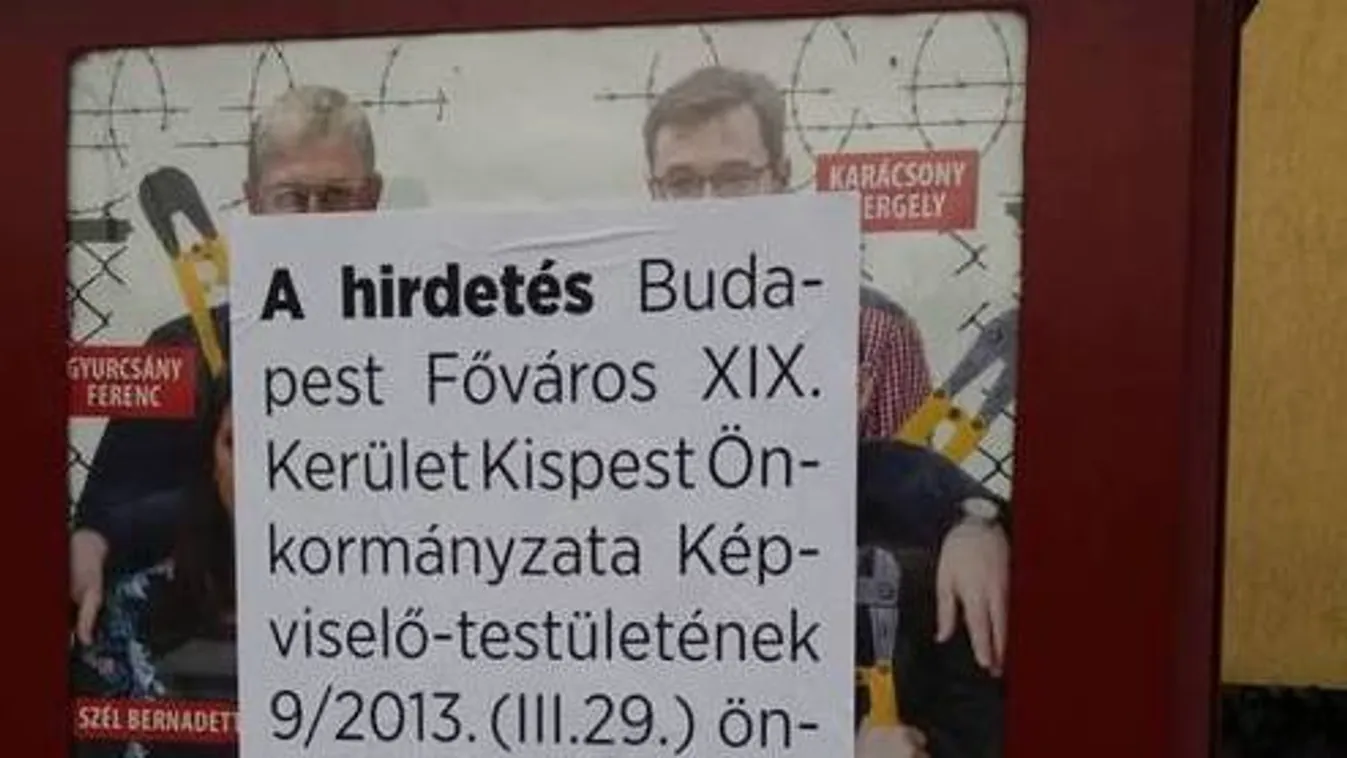 KARÁCSONY
ERGELY
GYURCSÁNY
FERENC
SZÉL BERNADETT
A hirdetés Buda-
pest Főváros XIX.
Kerület Kispest Ön-
kormányzata Kép-
viselő-testületének
9/2013. (III.29.) ön-